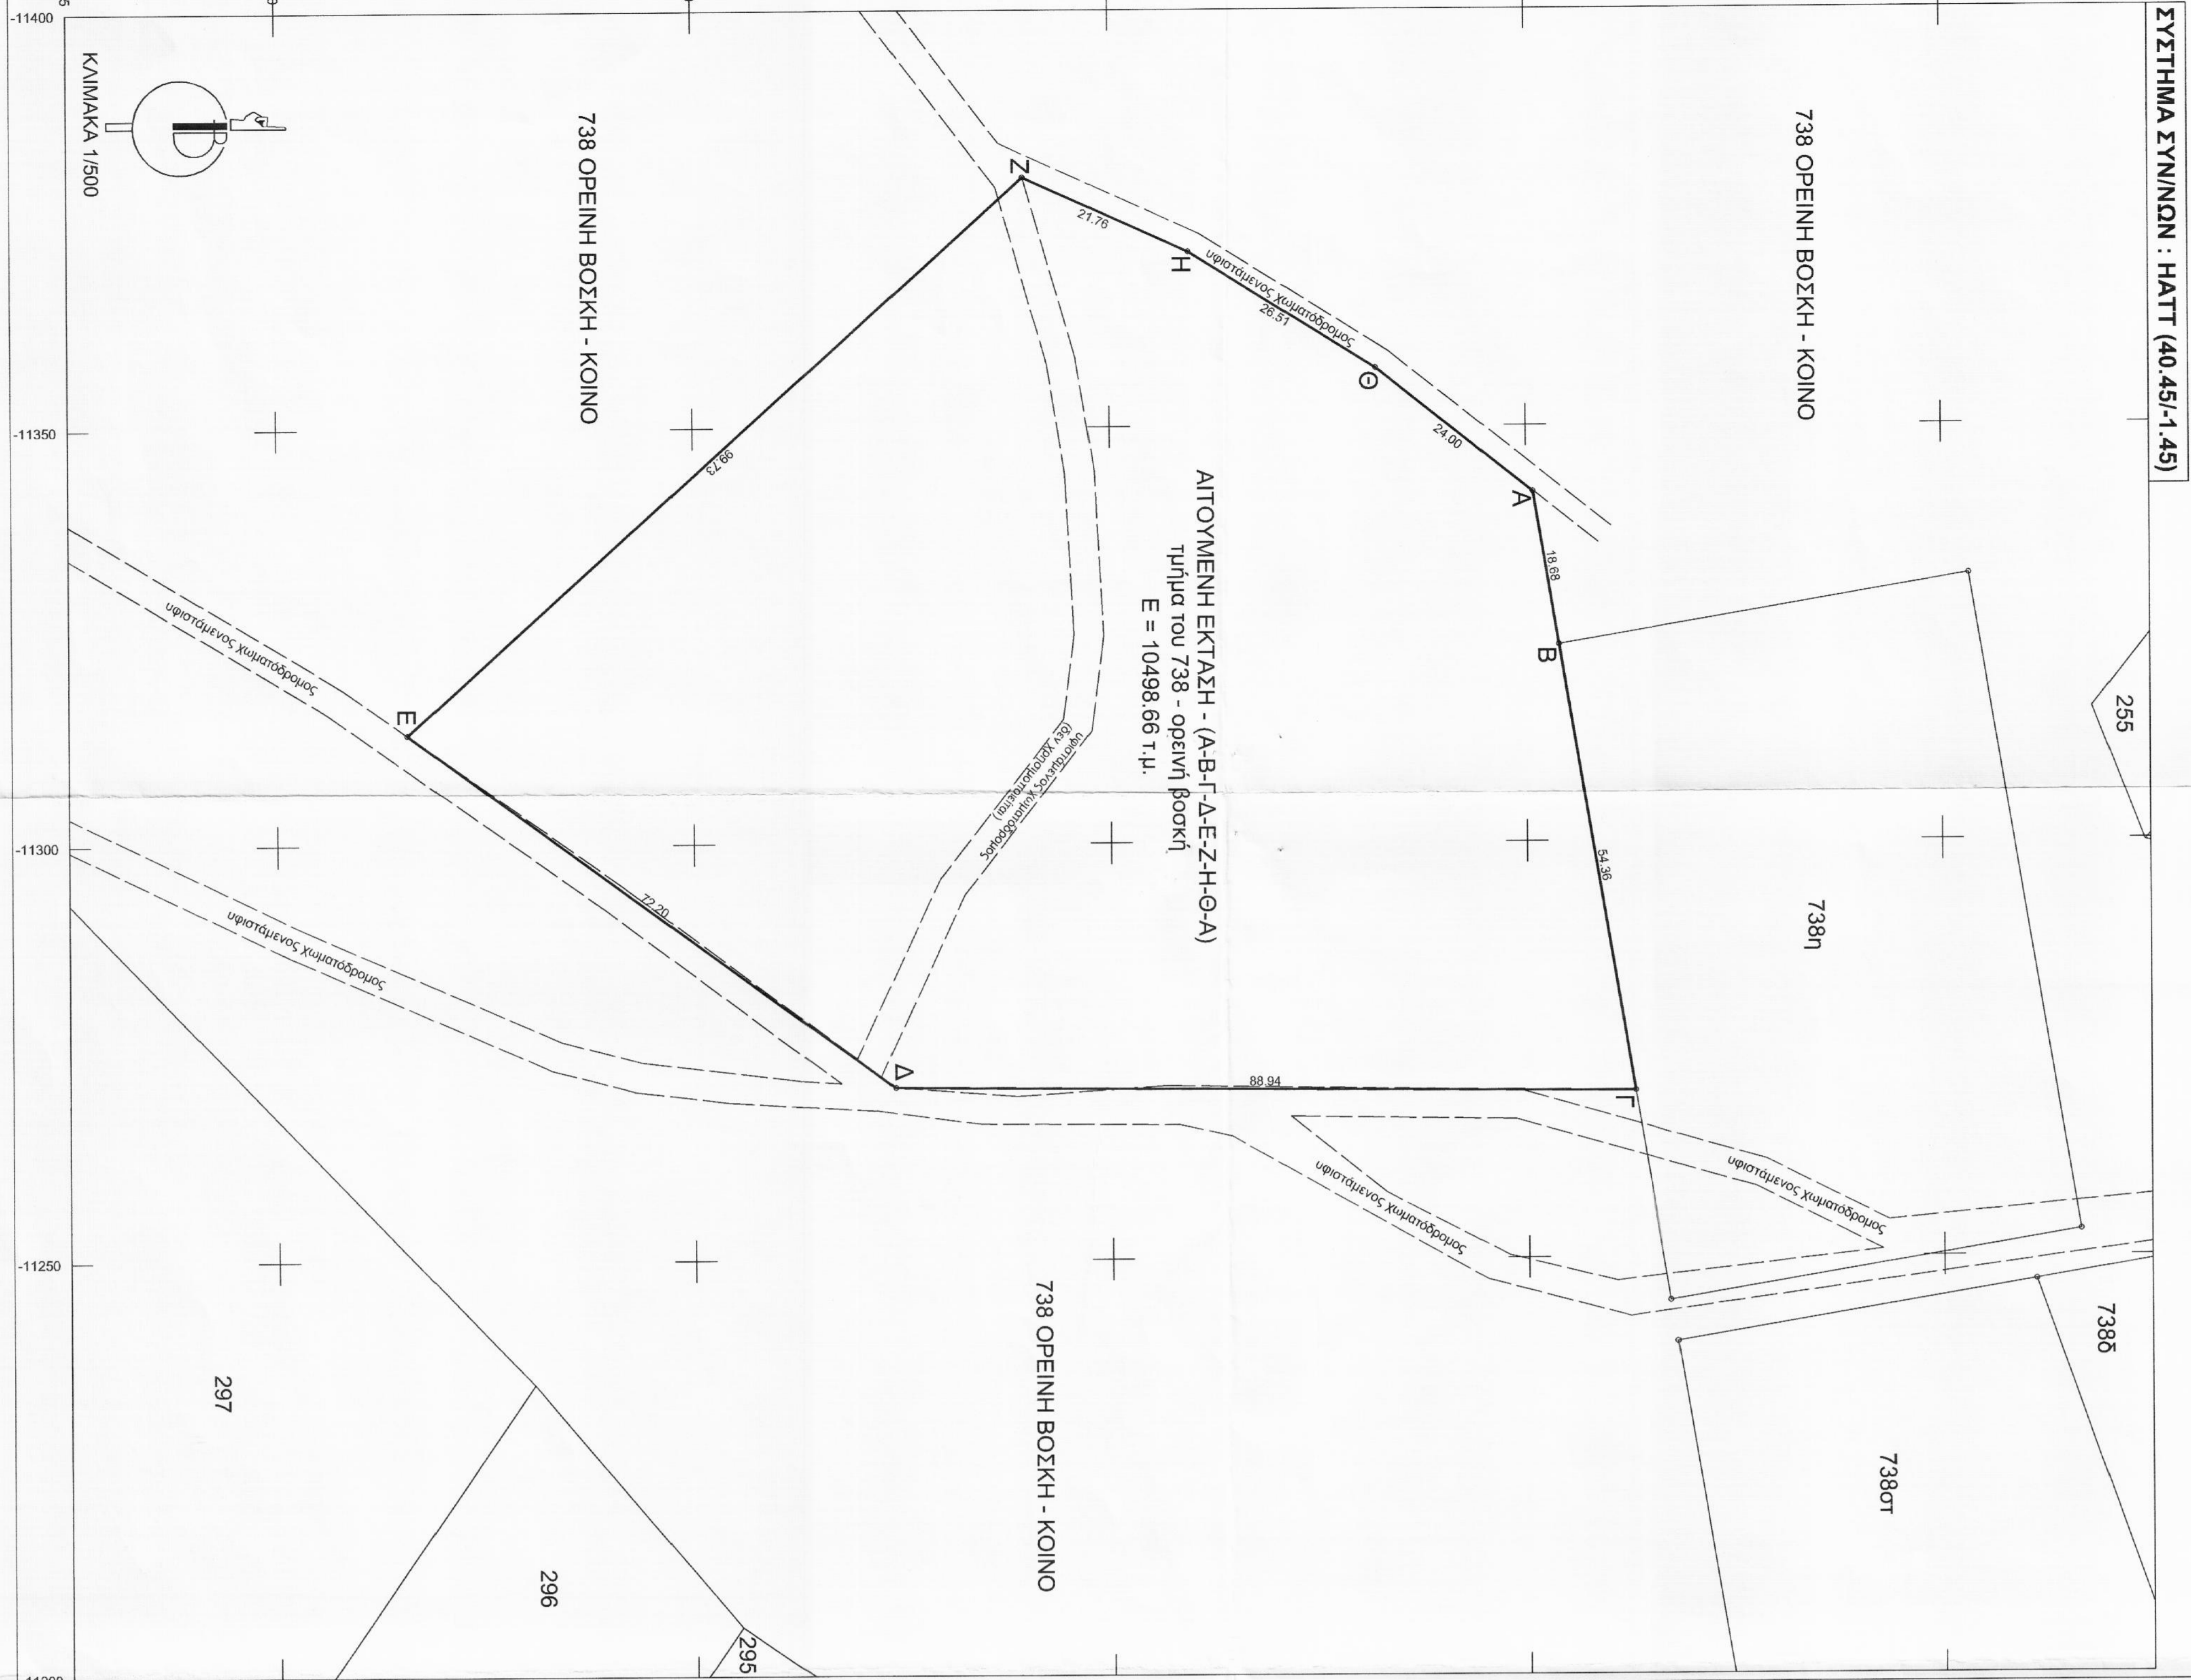 ΣΥΣΤΗΜΑ ΣΥΝ/ΝΩΝ : HATT (40.45/-1.45)
738 ΟΡΕΙΝΗ ΒΟΣΚΗ - ΚΟΙΝΟ
255
738η
738δ
738στ
Α
Β
Γ
Δ
Ε
Ζ
Η
Θ
18.68
54.36
88.94
72.20
99.73
21.76
26.51
24.00
υφιστάμενος χωματόδρομος
υφιστάμενος χωματόδρομος
υφιστάμενος χωματόδρομος
ΑΙΤΟΥΜΕΝΗ ΕΚΤΑΣΗ - (Α-Β-Γ-Δ-Ε-Ζ-Η-Θ-Α)
τμήμα του 738 - ορεινή βοσκή
Ε = 10498.66 τ.μ.
υφιστάμενος χωματόδρομος
(δεν χρησιμοποιείται)
738 ΟΡΕΙΝΗ ΒΟΣΚΗ - ΚΟΙΝΟ
738 ΟΡΕΙΝΗ ΒΟΣΚΗ - ΚΟΙΝΟ
υφιστάμενος χωματόδρομος
υφιστάμενος χωματόδρομος
295
296
297
ΚΛΙΜΑΚΑ 1/500
-11400
-11350
-11300
-11250